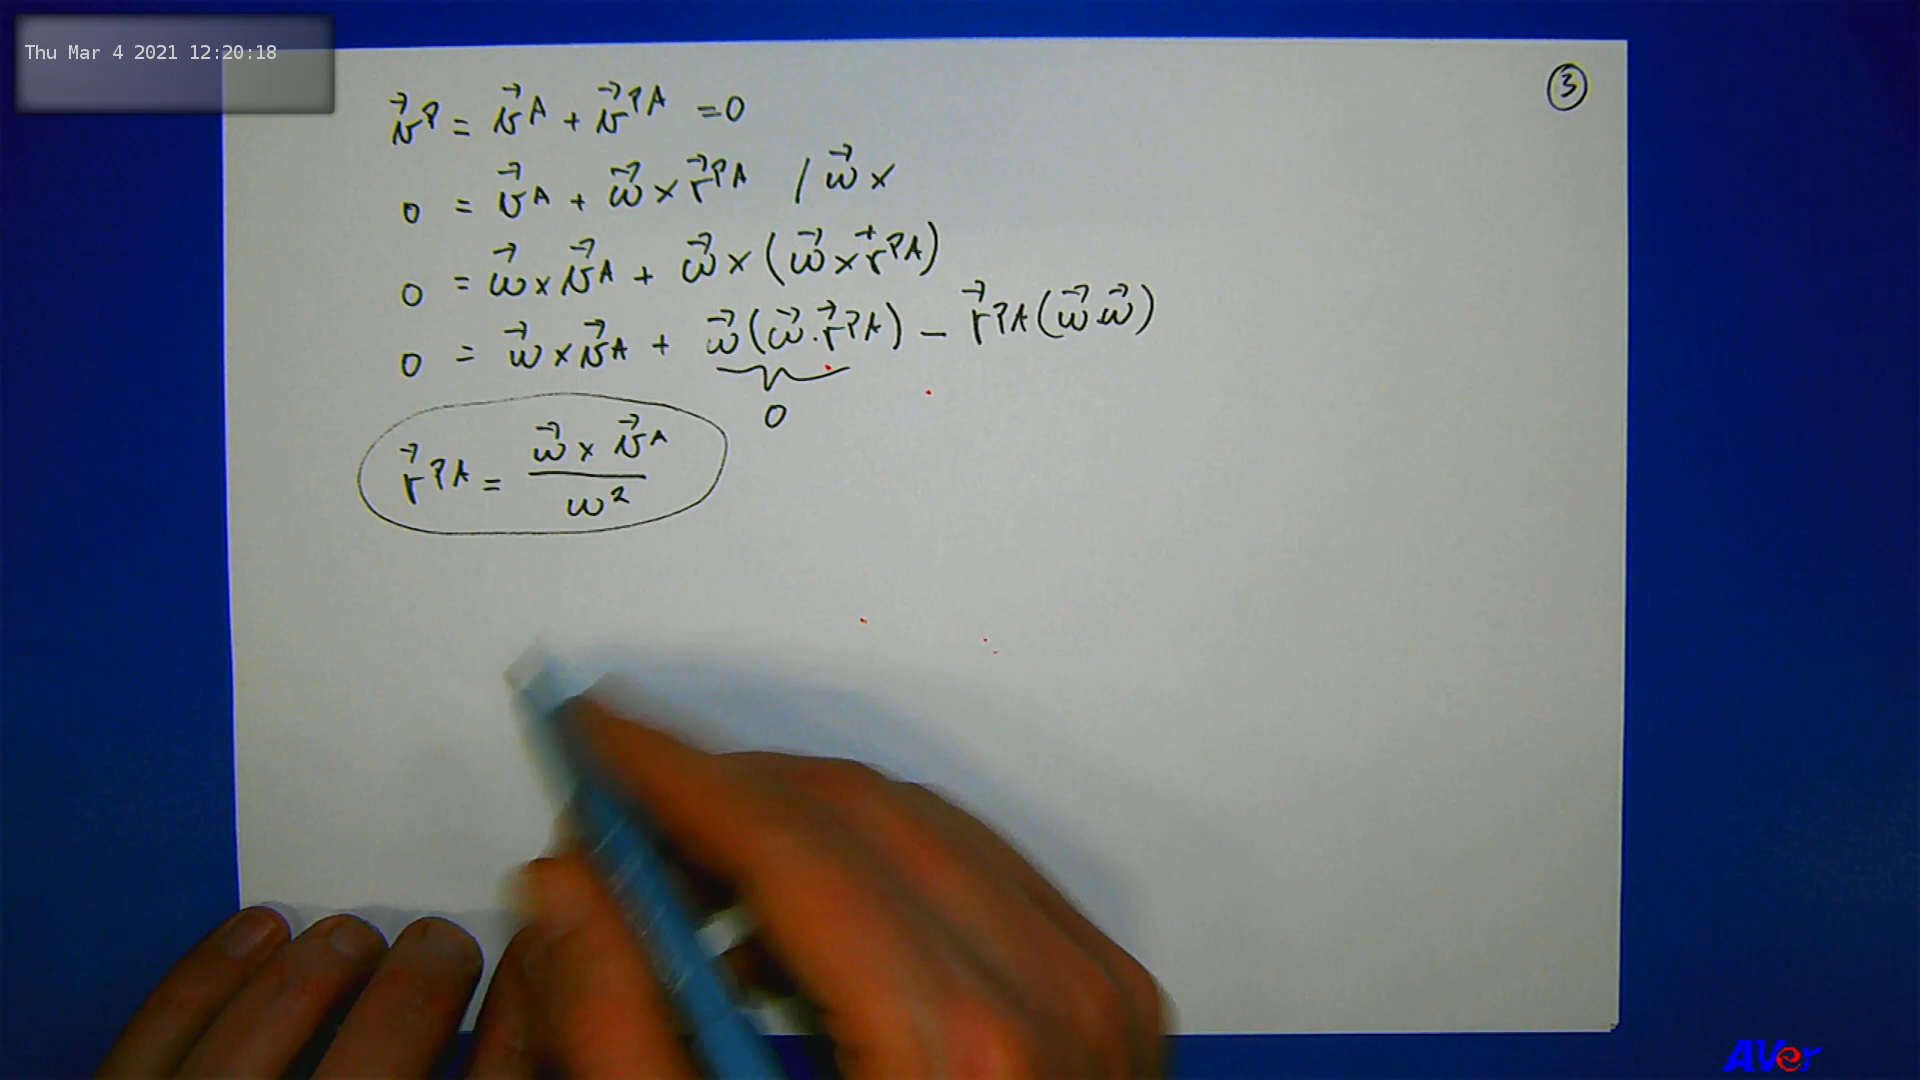 Thu Mar 4 2021 12:20:18
③
v⃗ᴾ = v⃗ᴬ + v⃗ᴾᴬ =0
0 = v⃗ᴬ + ω⃗ × r⃗ᴾᴬ / ω⃗ ×
0 = ω⃗ × v⃗ᴬ + ω⃗ × (ω⃗ × r⃗ᴾᴬ)
0 = ω⃗ × v⃗ᴬ + ω⃗ (ω⃗ . r⃗ᴾᴬ) – r⃗ᴾᴬ (ω⃗ . ω⃗)
0
r⃗ᴾᴬ = ω⃗ × v⃗ᴬ
ω²
AVer